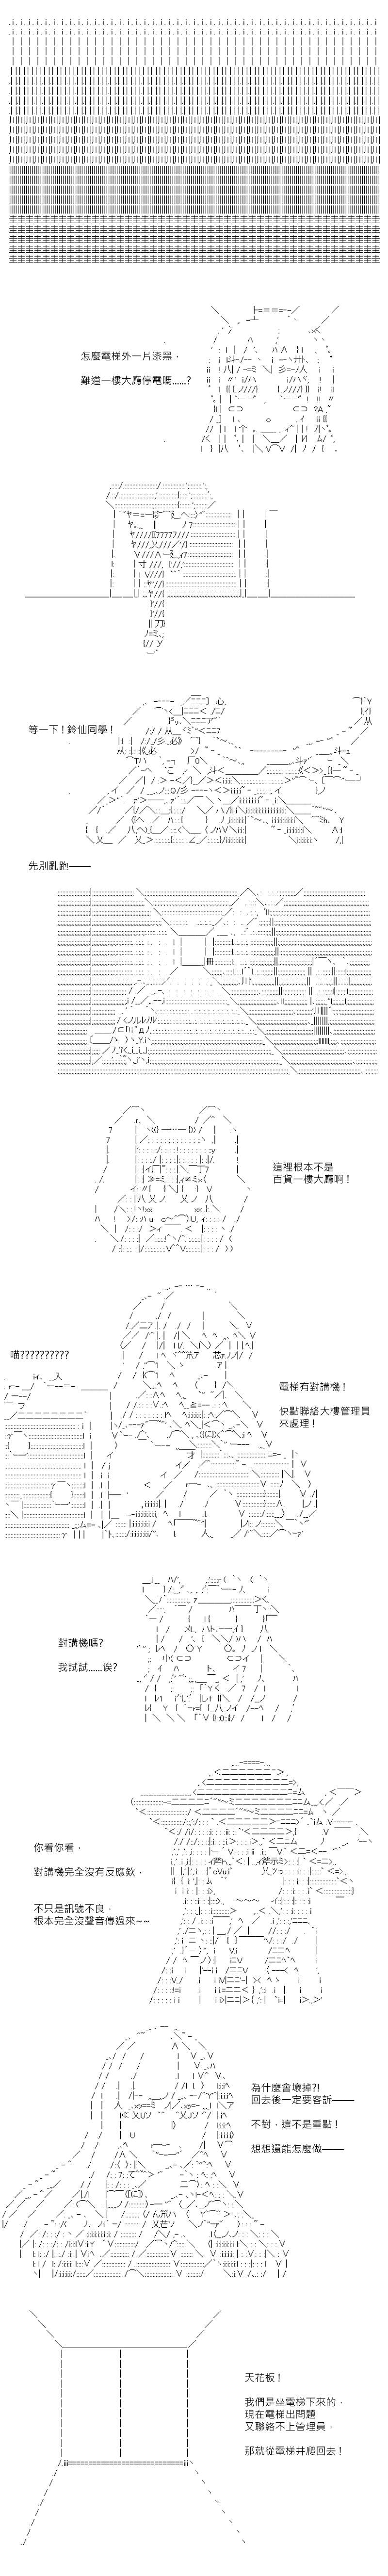 怎麼電梯外一片漆黑，
難道一樓大廳停電嗎......?
等一下！鈴仙同學！
先別亂跑——
這裡根本不是
百貨一樓大廳啊！
喵??????????
電梯有對講機！
快點聯絡大樓管理員
來處理！
對講機嗎?
我試試......诶?
你看你看，
對講機完全沒有反應欸，
不只是訊號不良，
根本完全沒聲音傳過來~~
為什麼會壞掉?!
回去後一定要客訴——
不對，這不是重點！
想想還能怎麼做——
天花板！
我們是坐電梯下來的，
現在電梯出問題
又聯絡不上管理員，
那就從電梯井爬回去！